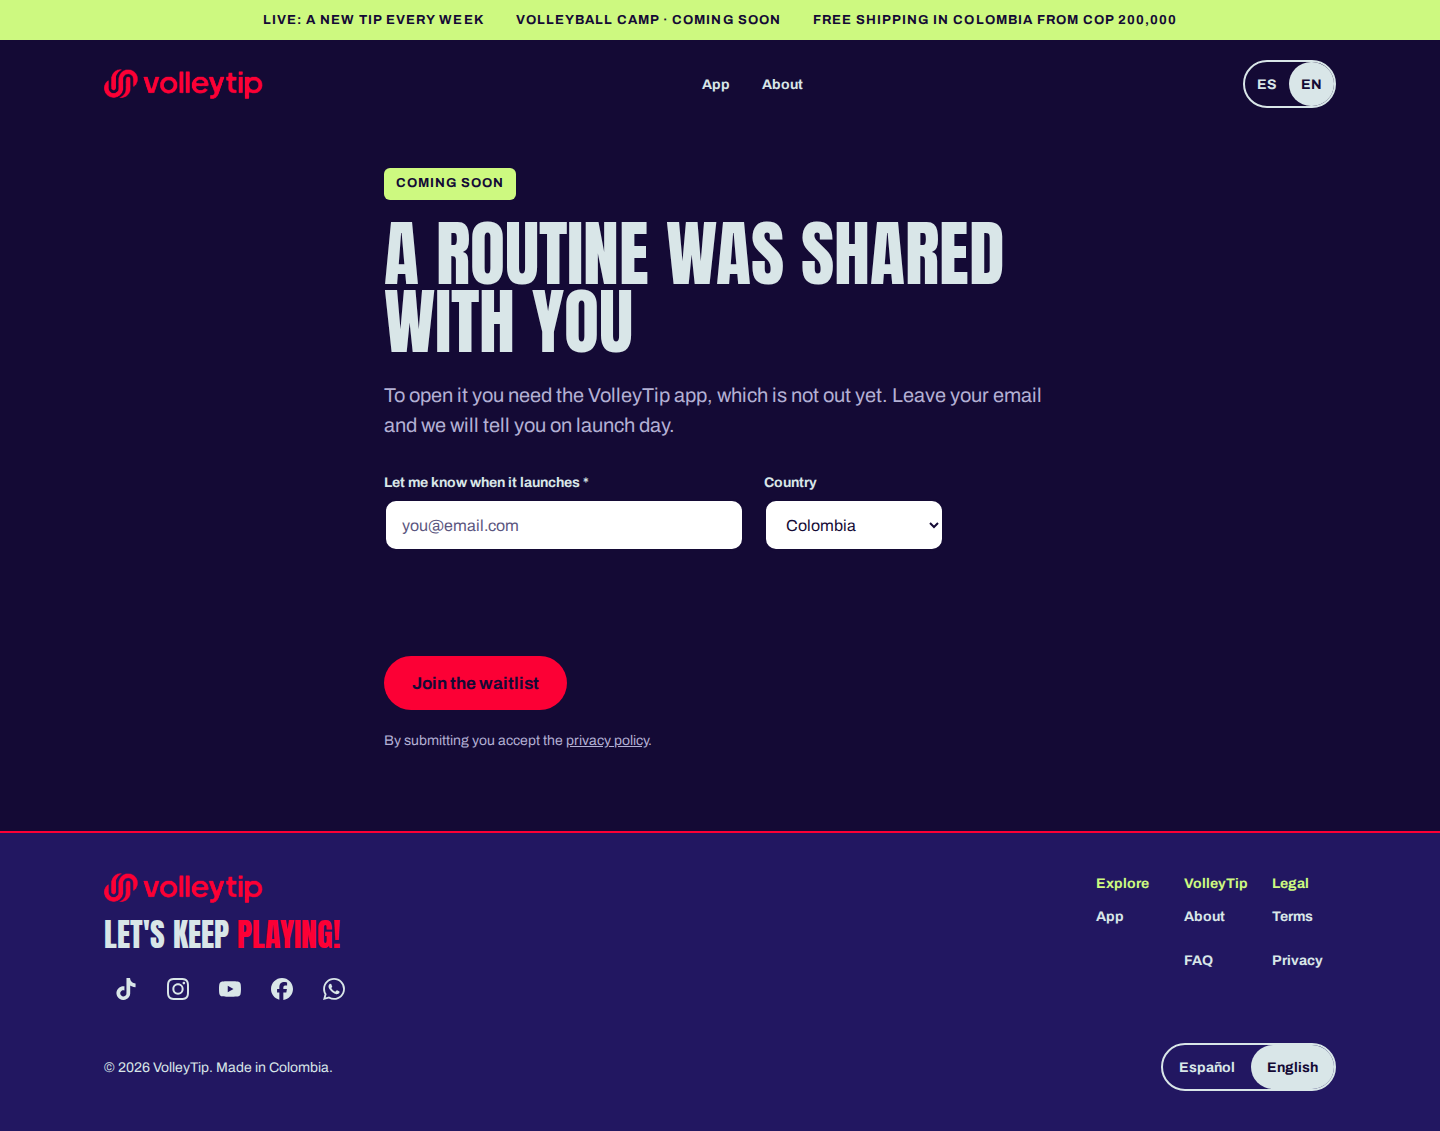 LIVE: A NEW TIP EVERY WEEK VOLLEYBALL CAMP · COMING SOON FREE SHIPPING IN COLOMBIA FROM COP 200,000
volleytip App About ES EN
COMING SOON
A ROUTINE WAS SHARED
WITH YOU
To open it you need the VolleyTip app, which is not out yet. Leave your email
and we will tell you on launch day.
Let me know when it launches * Country
you@email.com Colombia
Join the waitlist
By submitting you accept the privacy policy.
volleytip
LET'S KEEP PLAYING!
Explore VolleyTip Legal
App About Terms
FAQ Privacy
© 2026 VolleyTip. Made in Colombia. Español English